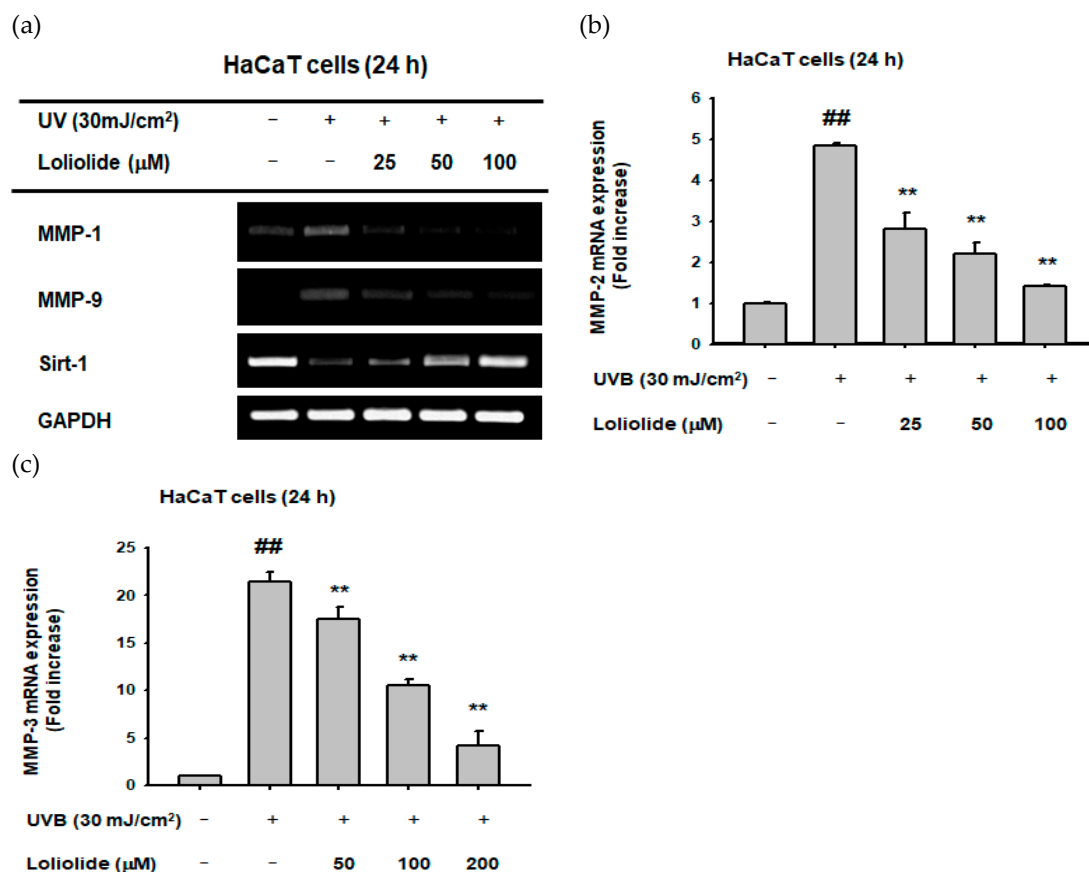 (a)
HaCaT cells (24 h)
UV (30mJ/cm²) – + + + +
Loliolide (μM) – – 25 50 100
MMP-1
MMP-9
Sirt-1
GAPDH
(b)
HaCaT cells (24 h)
MMP-2 mRNA expression
(Fold increase)
6
5
4
3
2
1
0
##
**
**
**
UVB (30 mJ/cm²) – + + + +
Loliolide (μM) – – 25 50 100
(c)
HaCaT cells (24 h)
MMP-3 mRNA expression
(Fold increase)
25
20
15
10
5
0
##
**
**
**
UVB (30 mJ/cm²) – + + + +
Loliolide (μM) – – 50 100 200